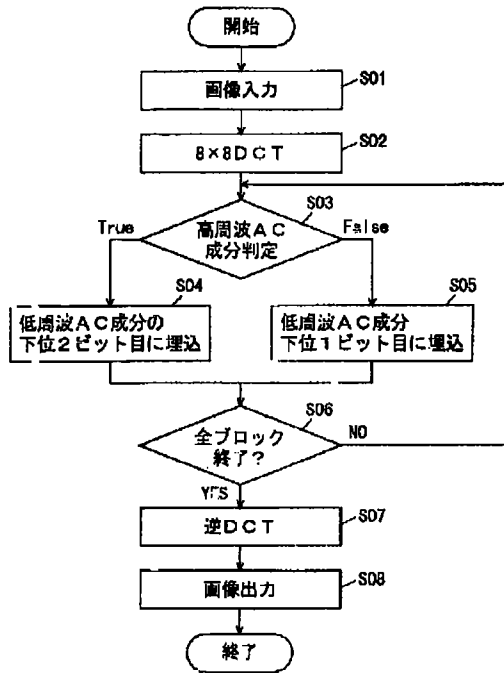 開始
画像入力
S01
8×8DCT
S02
高周波AC
成分判定
S03
True
False
低周波AC成分の
下位2ビット目に埋込
S04
低周波AC成分
下位1ビット目に埋込
S05
全ブロック
終了?
S06
NO
YES
逆DCT
S07
画像出力
S08
終了